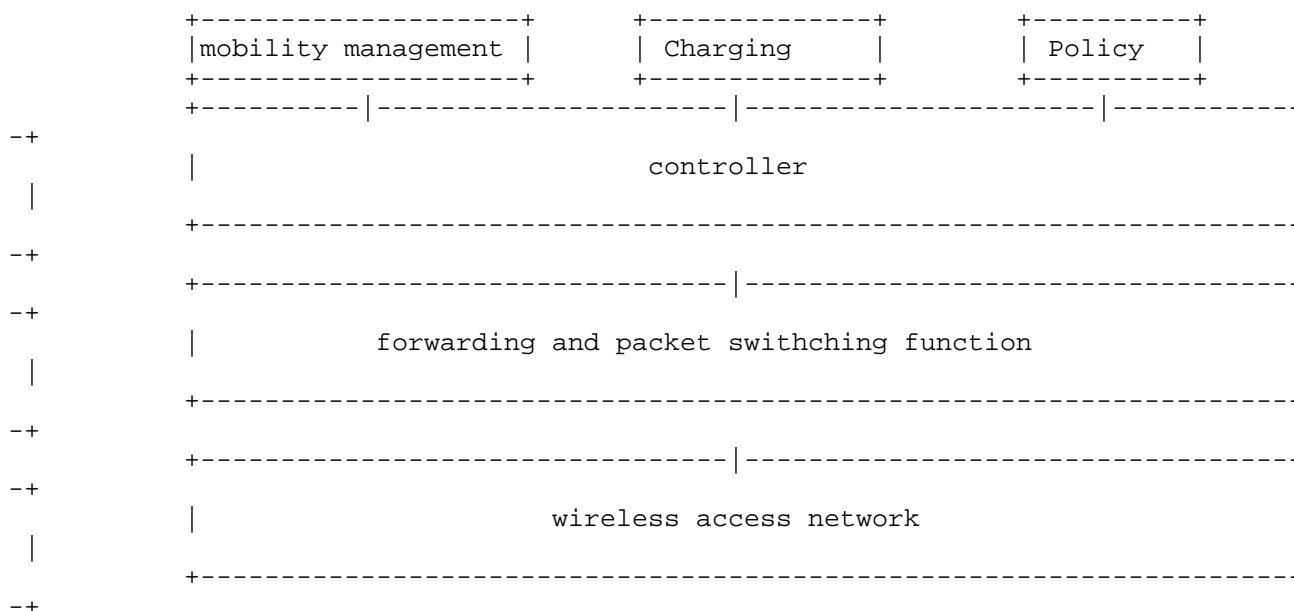 mobility management Charging Policy
controller
forwarding and packet swithching function
wireless access network